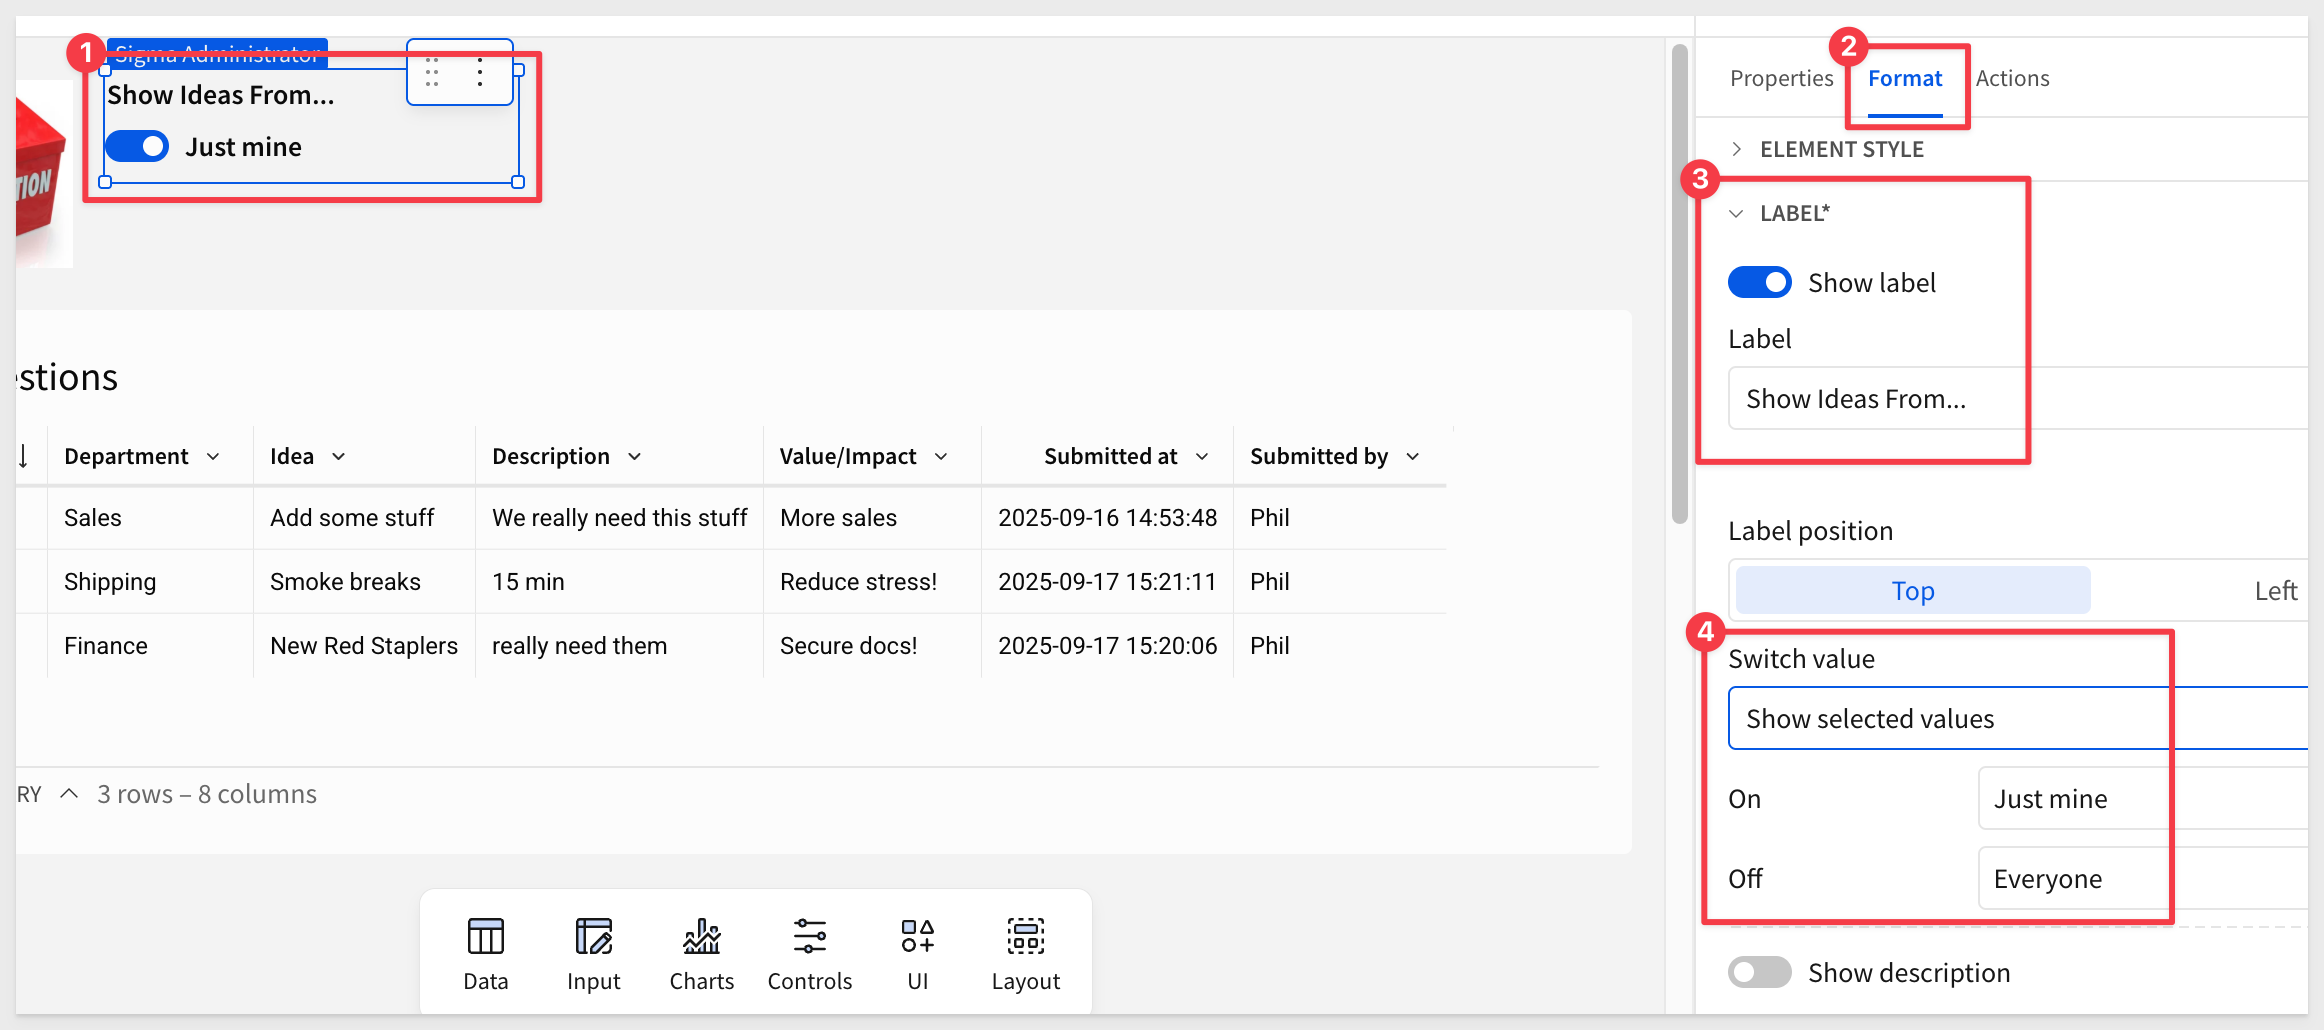 1
Sigma Administrator
Show Ideas From...
Just mine
TION
estions
Department Idea Description Value/Impact Submitted at Submitted by
Sales Add some stuff We really need this stuff More sales 2025-09-16 14:53:48 Phil
Shipping Smoke breaks 15 min Reduce stress! 2025-09-17 15:21:11 Phil
Finance New Red Staplers really need them Secure docs! 2025-09-17 15:20:06 Phil
RY 3 rows – 8 columns
Data Input Charts Controls UI Layout
2
Properties Format Actions
ELEMENT STYLE
3
LABEL*
Show label
Label
Show Ideas From...
Label position
Top Left
4
Switch value
Show selected values
On Just mine
Off Everyone
Show description